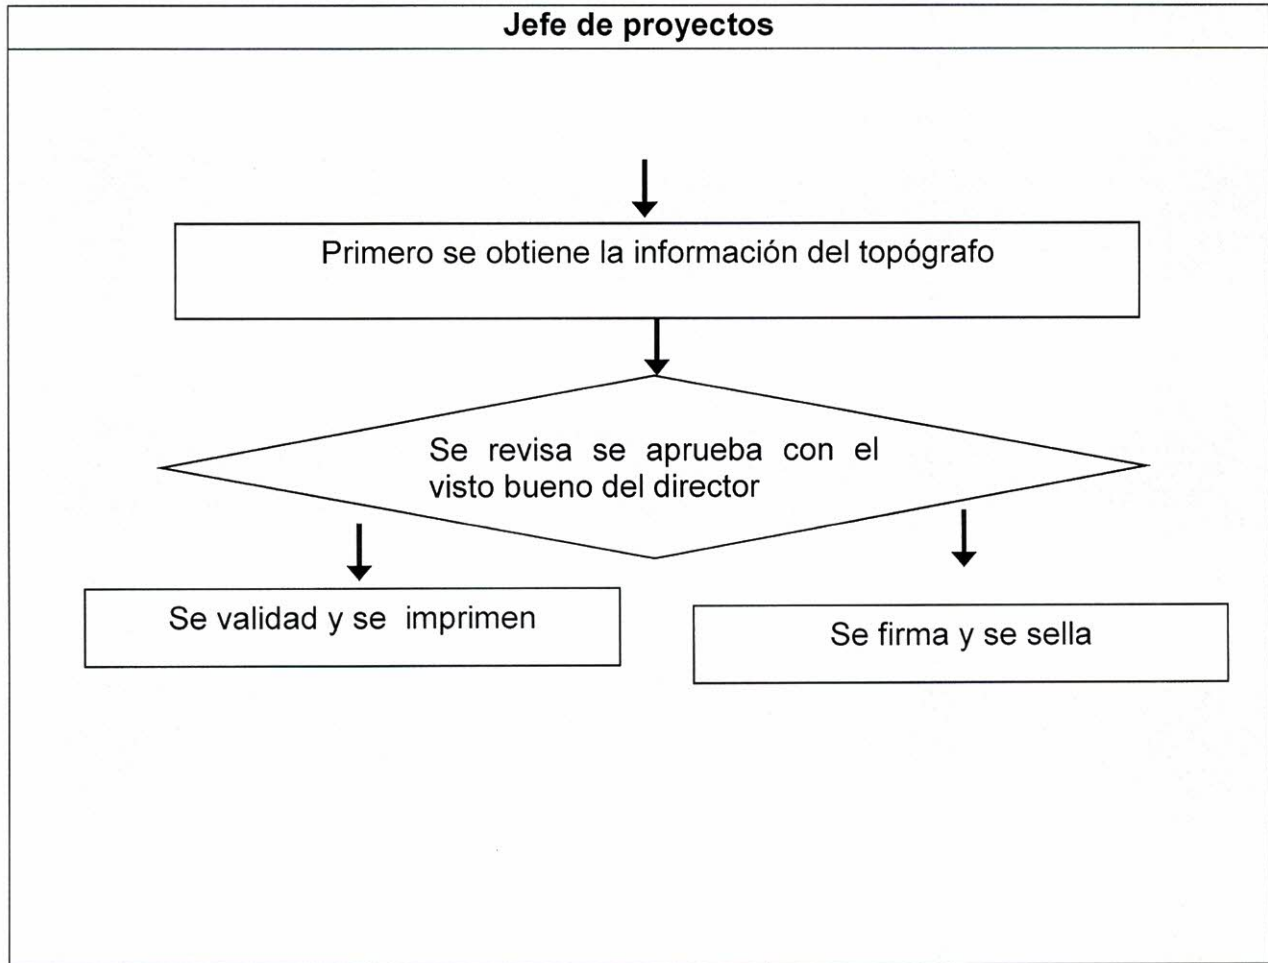 Jefe de proyectos
Primero se obtiene la información del topógrafo
Se revisa se aprueba con el
visto bueno del director
Se validad y se imprimen
Se firma y se sella